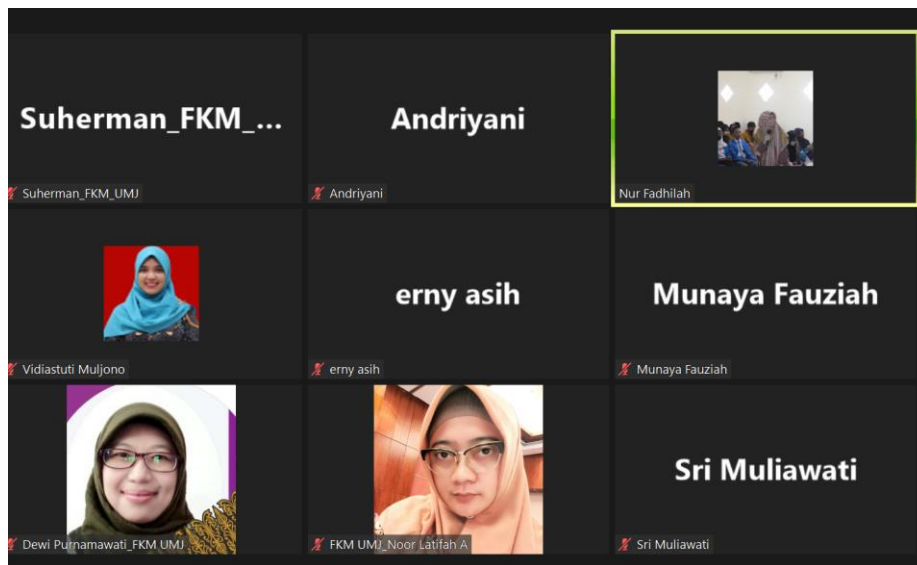 Suherman_FKM_...
Suherman_FKM_UMJ
Andriyani
Andriyani
Nur Fadhilah
Vidiastuti Muljono
erny asih
erny asih
Munaya Fauziah
Munaya Fauziah
Dewi Purnamawati_FKM UMJ
FKM UMJ_Noor Latifah A
Sri Muliawati
Sri Muliawati